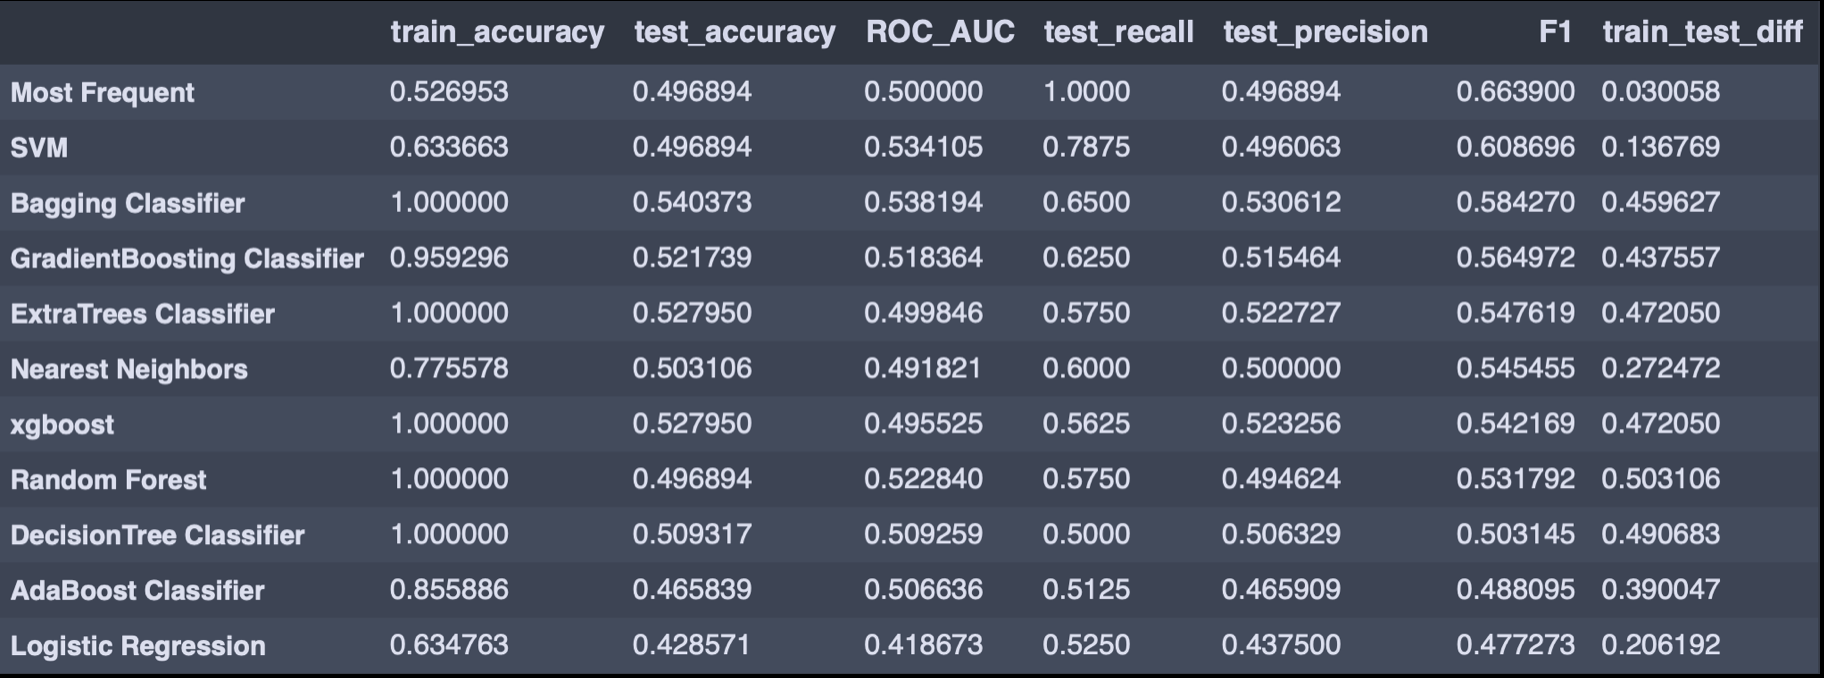 train_accuracy test_accuracy ROC_AUC test_recall test_precision F1 train_test_diff
Most Frequent 0.526953 0.496894 0.500000 1.0000 0.496894 0.663900 0.030058
SVM 0.633663 0.496894 0.534105 0.7875 0.496063 0.608696 0.136769
Bagging Classifier 1.000000 0.540373 0.538194 0.6500 0.530612 0.584270 0.459627
GradientBoosting Classifier 0.959296 0.521739 0.518364 0.6250 0.515464 0.564972 0.437557
ExtraTrees Classifier 1.000000 0.527950 0.499846 0.5750 0.522727 0.547619 0.472050
Nearest Neighbors 0.775578 0.503106 0.491821 0.6000 0.500000 0.545455 0.272472
xgboost 1.000000 0.527950 0.495525 0.5625 0.523256 0.542169 0.472050
Random Forest 1.000000 0.496894 0.522840 0.5750 0.494624 0.531792 0.503106
DecisionTree Classifier 1.000000 0.509317 0.509259 0.5000 0.506329 0.503145 0.490683
AdaBoost Classifier 0.855886 0.465839 0.506636 0.5125 0.465909 0.488095 0.390047
Logistic Regression 0.634763 0.428571 0.418673 0.5250 0.437500 0.477273 0.206192